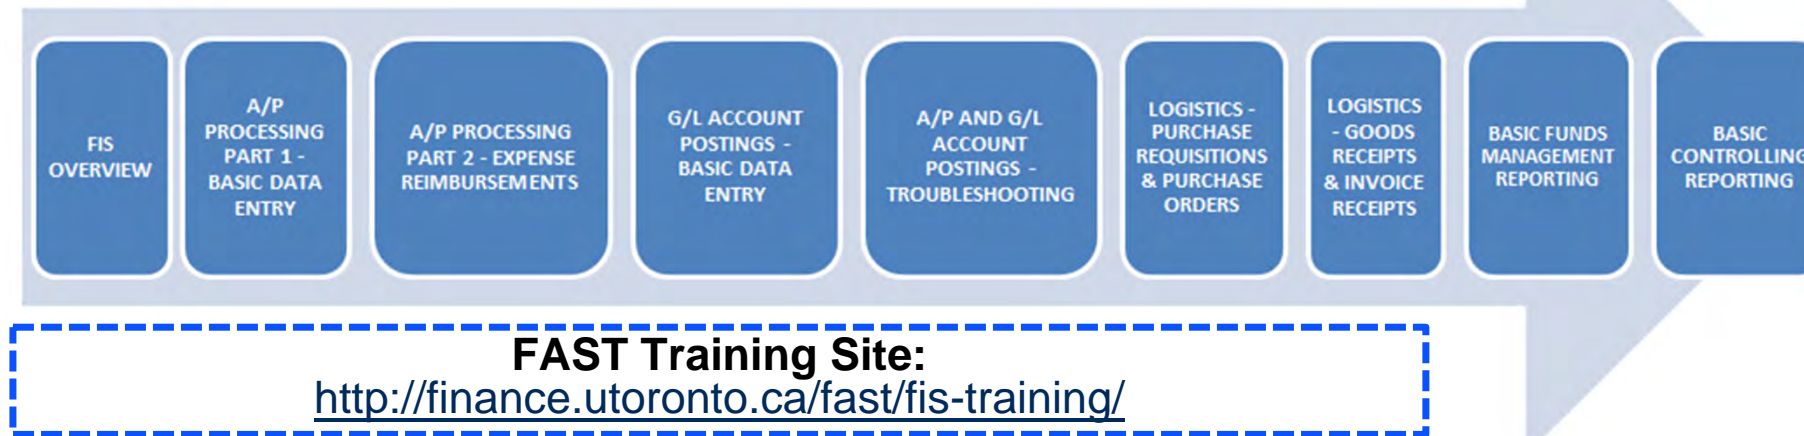 FIS
OVERVIEW
A/P
PROCESSING
PART 1 -
BASIC DATA
ENTRY
A/P PROCESSING
PART 2 - EXPENSE
REIMBURSEMENTS
G/L ACCOUNT
POSTINGS -
BASIC DATA
ENTRY
A/P AND G/L
ACCOUNT
POSTINGS -
TROUBLESHOOTING
LOGISTICS -
PURCHASE
REQUISITIONS
& PURCHASE
ORDERS
LOGISTICS
- GOODS
RECEIPTS
& INVOICE
RECEIPTS
BASIC FUNDS
MANAGEMENT
REPORTING
BASIC
CONTROLLING
REPORTING
FAST Training Site:
http://finance.utoronto.ca/fast/fis-training/